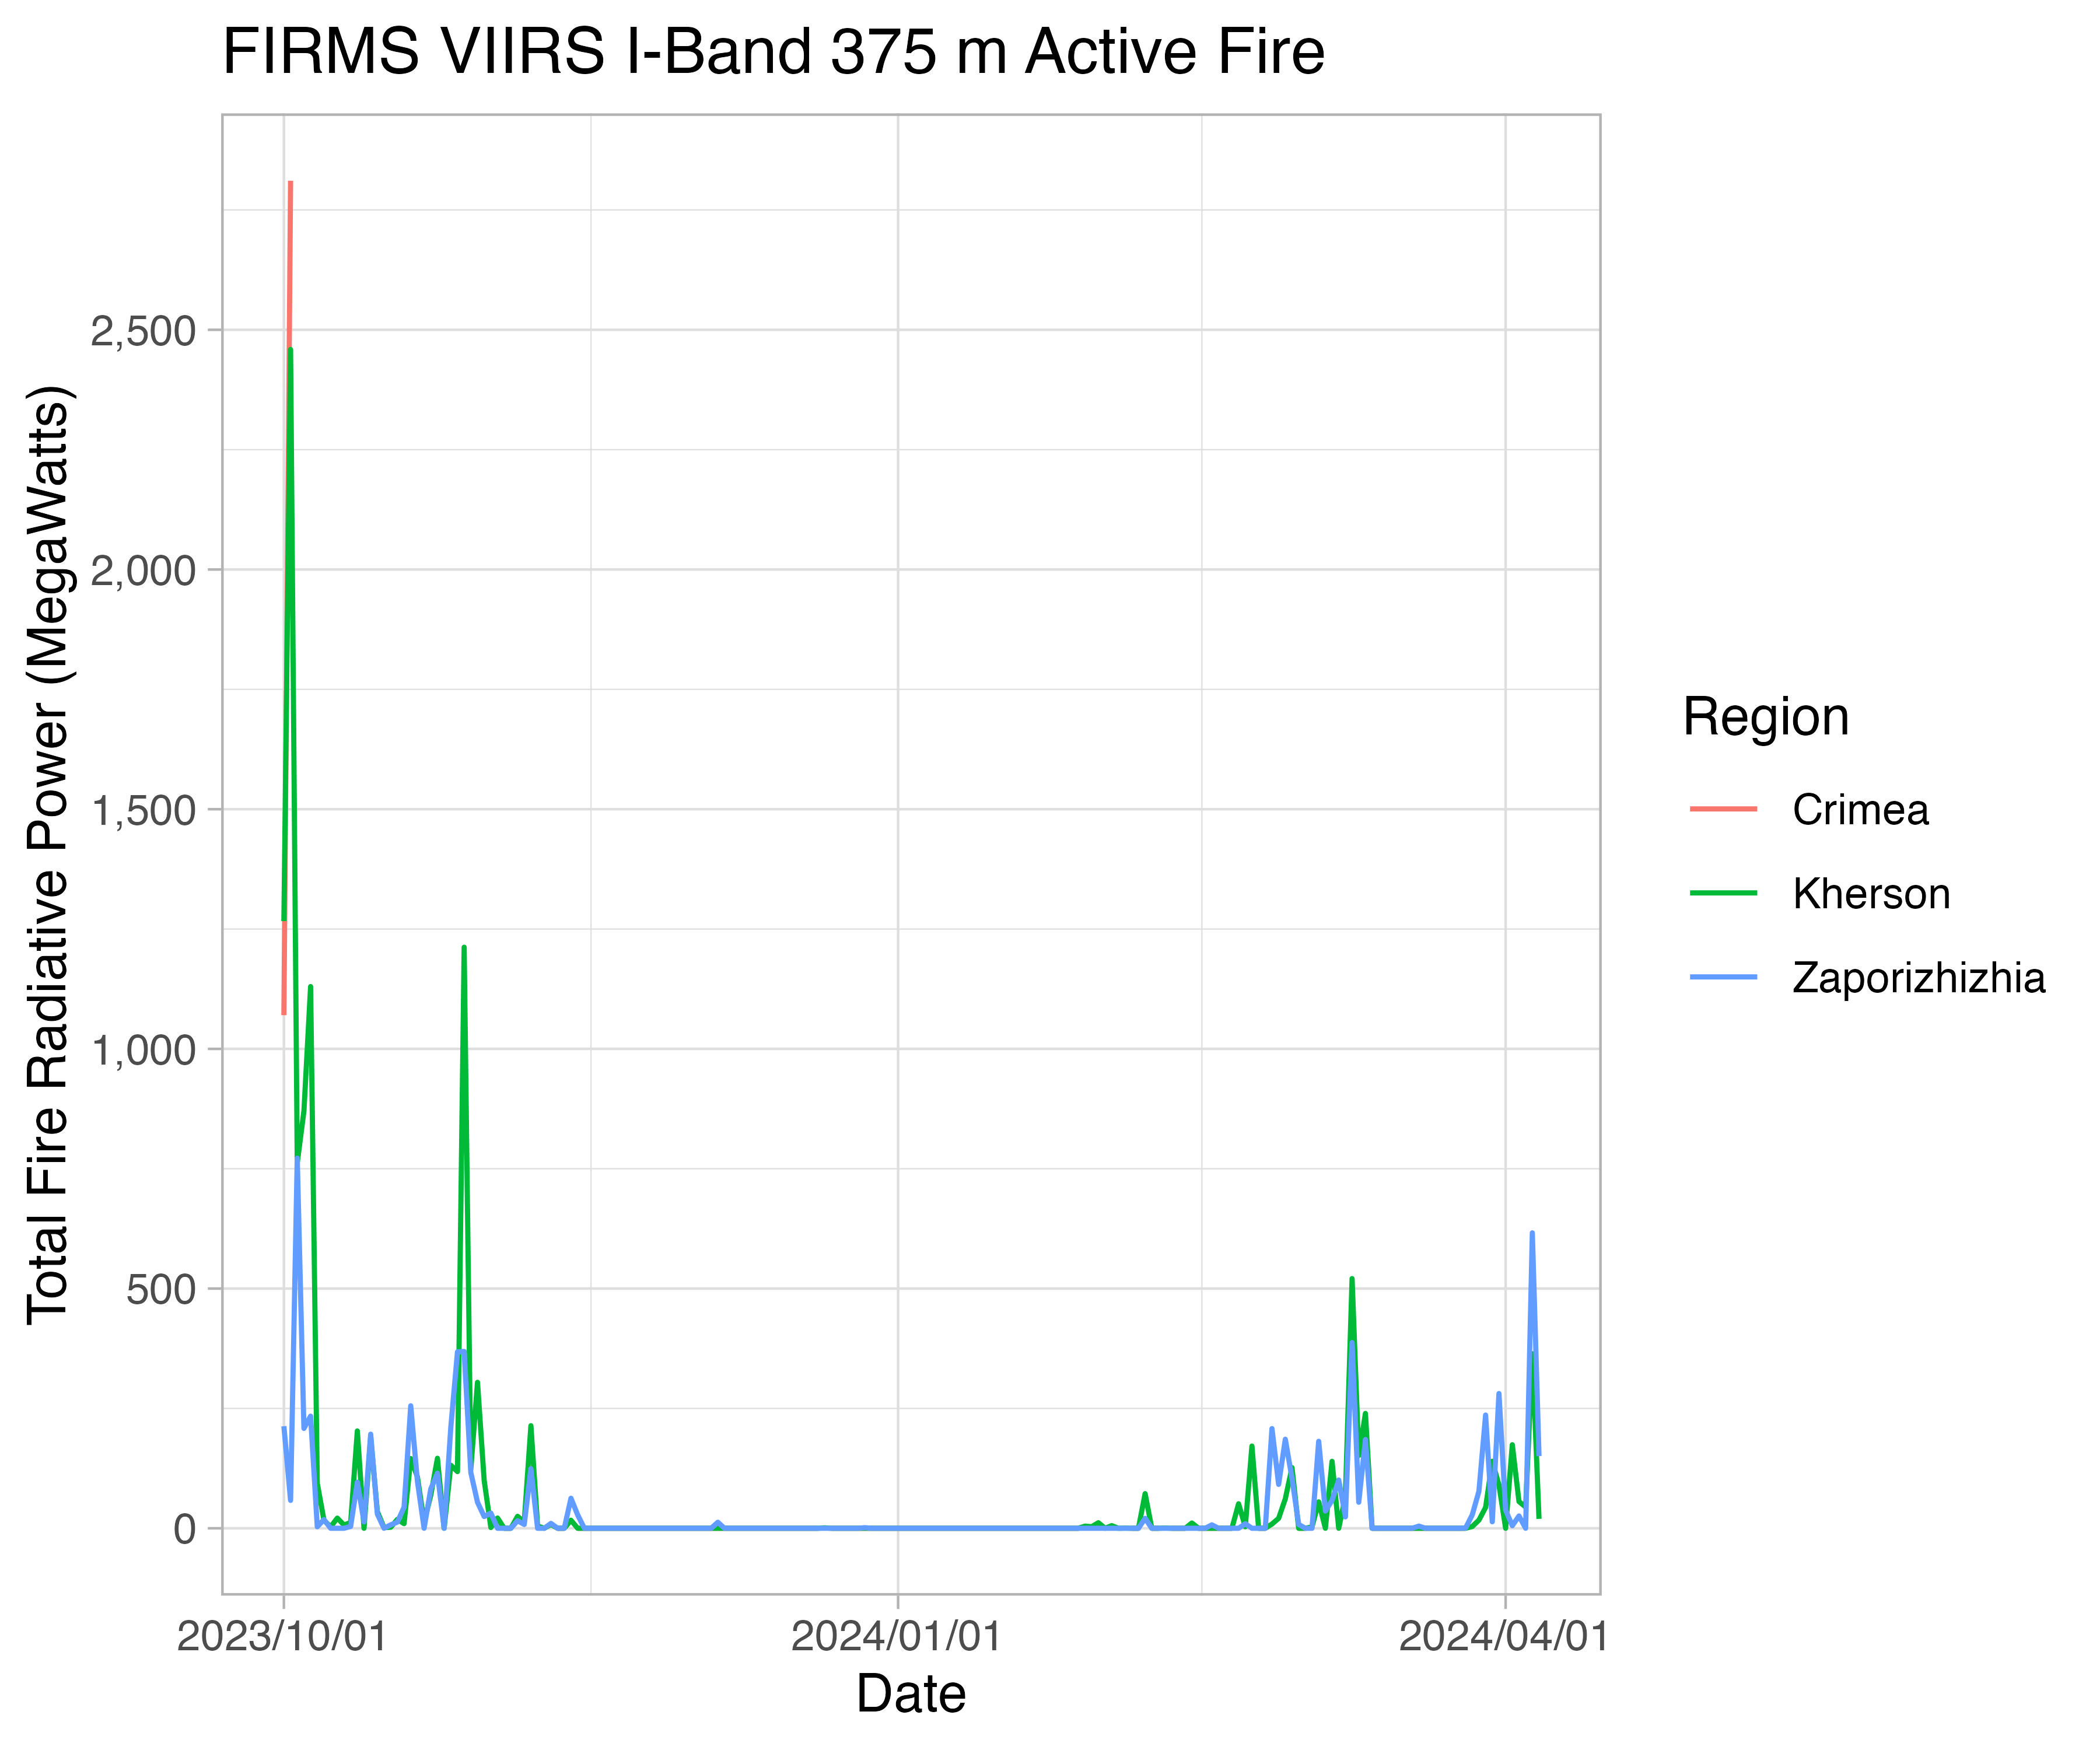 FIRMS VIIRS I-Band 375 m Active Fire
Total Fire Radiative Power (MegaWatts)
2,500
2,000
1,500
1,000
500
0
2023/10/01
2024/01/01
2024/04/01
Date
Region
Crimea
Kherson
Zaporizhizhia